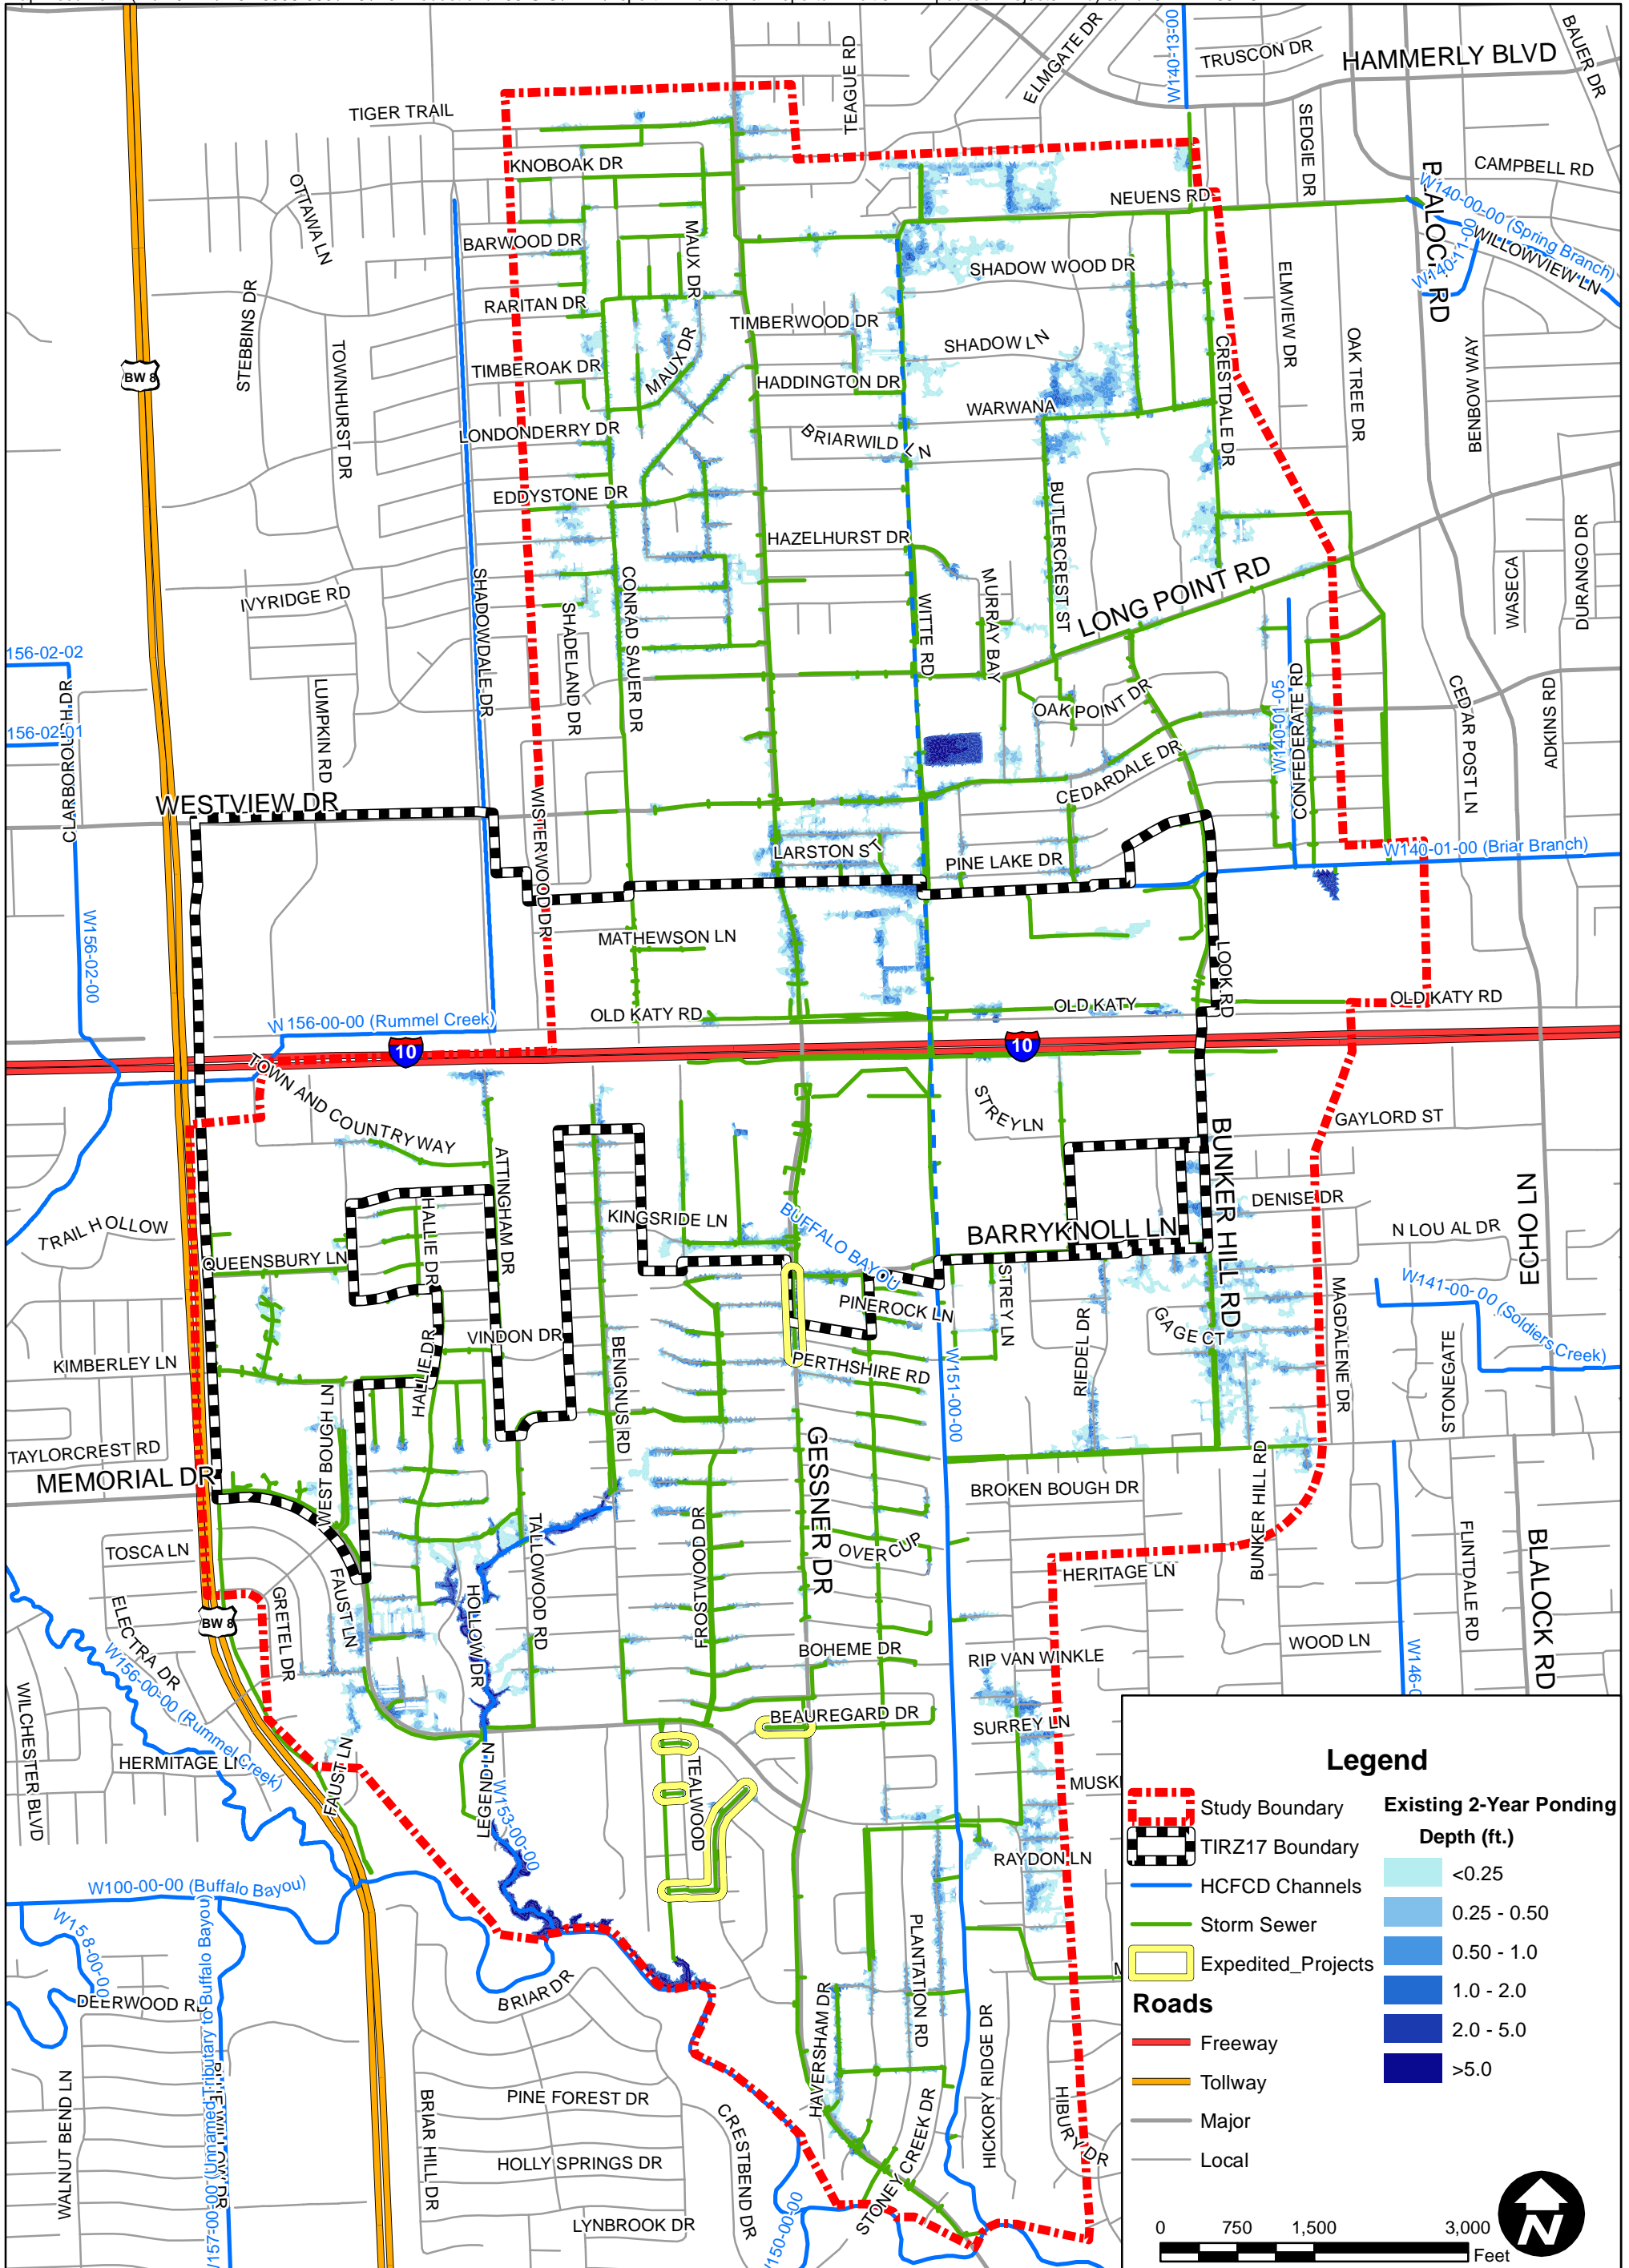 TRUSCON DR
HAMMERLY BLVD
BAUER DR
ELMGATE DR
TEAGUE RD
W140-13-00
TIGER TRAIL
SEDGIE DR
KNOBOAK DR
OTTAWA LN
CAMPBELL RD
BLALOCK RD
NEUENS RD
W140-00-00 (Spring Branch)
W140-11-00
WILLOWVIEW LN
BARWOOD DR
MAUX DR
SHADOW WOOD DR
STEBBINS DR
ELMVIEW DR
RARITAN DR
TIMBERWOOD DR
SHADOW LN
OAK TREE DR
BENBOW WAY
TOWNHURST DR
MAUX DR
CRESTDALE DR
BW 8
TIMBEROAK DR
HADDINGTON DR
WARWANA
LONDONDERRY DR
BRIARWILD LN
EDDYSTONE DR
BUTLERCREST ST
HAZELHURST DR
DURANGO DR
WASECA
IVYRIDGE RD
SHADOWDALE DR
SHADELAND DR
CONRAD SAUER DR
WITTE RD
MURRAY BAY
LONG POINT RD
156-02-02
CLARBOROUGH DR
LUMPKIN RD
OAK POINT DR
W140-01-05
CONFEDERATE RD
CEDAR POST LN
ADKINS RD
156-02-01
CEDARDALE DR
WESTVIEW DR
WISTERWOOD DR
LARSTON ST
PINE LAKE DR
W140-01-00 (Briar Branch)
W156-02-00
MATHEWSON LN
LOOK RD
OLD KATY RD
OLD KATY
OLD KATY RD
W156-00-00 (Rummel Creek)
10
10
TOWN AND COUNTRY WAY
STREY LN
GAYLORD ST
ATTINGHAM DR
BUNKER HILL RD
ECHO LN
TRAIL HOLLOW
HALLIE DR
KINGSRIDE LN
BUFFALO BAYOU
BARRYKNOLL LN
DENISE DR
N LOU AL DR
QUEENSBURY LN
PINEROCK LN
STREY LN
W141-00-00 (Soldiers Creek)
MAGDALENE DR
KIMBERLEY LN
VINDON DR
HALLIE DR
BENIGNUS RD
PERTHSHIRE RD
W151-00-00
RIEDEL DR
GAGE CT
STONEGATE
TAYLORCREST RD
WEST BOUGH LN
GESSNER DR
MEMORIAL DR
BROKEN BOUGH DR
BUNKER HILL RD
TOSCA LN
TALLOWOOD RD
FROSTWOOD DR
OVERCUP
HERITAGE LN
FLINTDALE RD
BLALOCK RD
FAUST LN
GRETEL DR
HOLLOW DR
BW 8
ELECTRA DR
BOHEME DR
RIP VAN WINKLE
WOOD LN
W146-0
W156-00-00 (Rummel Creek)
WILCHESTER BLVD
BEAUREGARD DR
SURREY LN
HERMITAGE LN
FAUST LN
LEGEND LN
W153-00-00
TEALWOOD
MUSK
RAYDON LN
W100-00-00 (Buffalo Bayou)
W158-00-00
PLANTATION RD
M
DEERWOOD RD
BRIAR DR
HAVERSHAM DR
HICKORY RIDGE DR
WALNUT BEND LN
W157-00-00 (Unnamed Tributary to Buffalo Bayou)
BRIAR HILL DR
PINE FOREST DR
CRESTBEND DR
HIBURY DR
HOLLY SPRINGS DR
STONEY CREEK DR
LYNBROOK DR
W150-00-00
Legend
Study Boundary
TIRZ17 Boundary
HCFCD Channels
Storm Sewer
Expedited_Projects
Roads
Freeway
Tollway
Major
Local
Existing 2-Year Ponding
Depth (ft.)
<0.25
0.25 - 0.50
0.50 - 1.0
1.0 - 2.0
2.0 - 5.0
>5.0
N
0 750 1,500 3,000
Feet